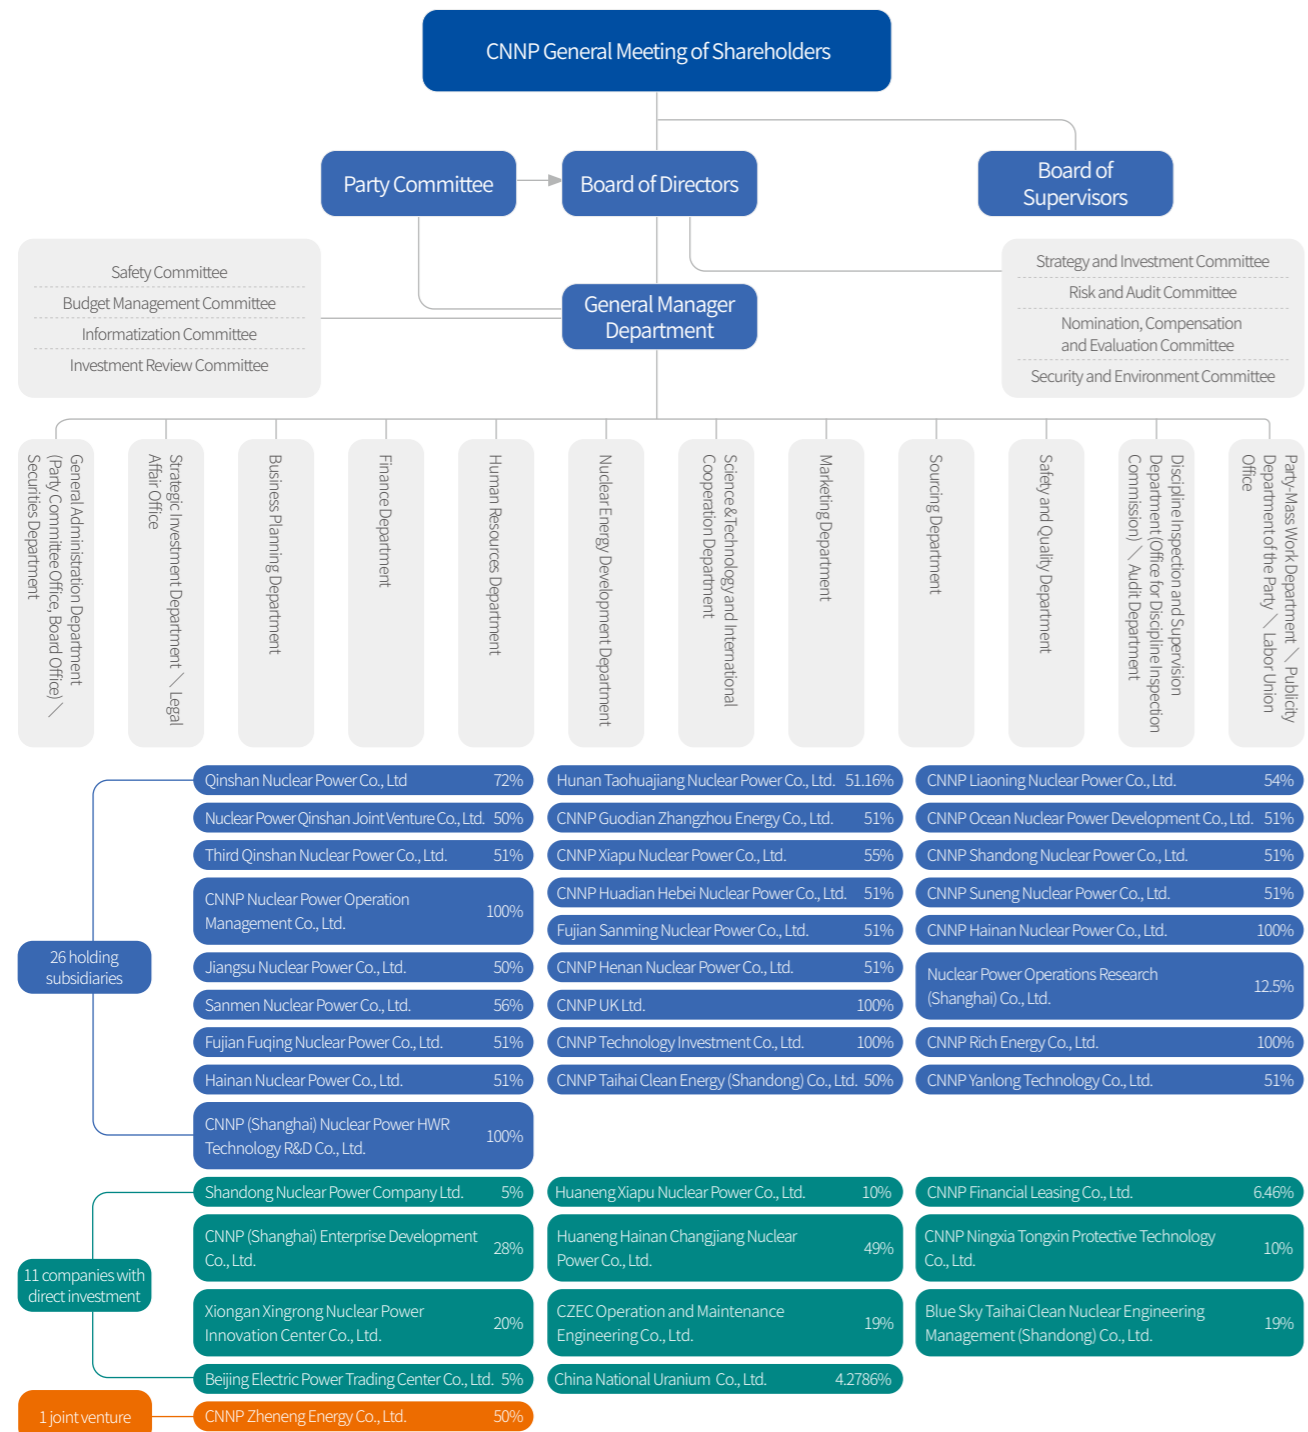 CNNP General Meeting of Shareholders
Party Committee
Board of Directors
Board of
Supervisors
Safety Committee
Budget Management Committee
Informatization Committee
Investment Review Committee
General Manager
Department
Strategy and Investment Committee
Risk and Audit Committee
Nomination, Compensation
and Evaluation Committee
Security and Environment Committee
General Administration Department
(Party Committee Office, Board Office) ╲
Securities Department
Strategic Investment Department ╲ Legal
Affair Office
Business Planning Department
Finance Department
Human Resources Department
Nuclear Energy Development Department
Science &Technology and International
Cooperation Department
Marketing Department
Sourcing Department
Safety and Quality Department
Discipline Inspection and Supervision
Department (Office for Discipline Inspection
Commission) ╲ Audit Department
Party-Mass Work Department ╲ Publicity
Department of the Party ╲ Labor Union
Office
26 holding
subsidiaries
Qinshan Nuclear Power Co., Ltd 72%
Nuclear Power Qinshan Joint Venture Co., Ltd. 50%
Third Qinshan Nuclear Power Co., Ltd. 51%
CNNP Nuclear Power Operation
Management Co., Ltd. 100%
Jiangsu Nuclear Power Co., Ltd. 50%
Sanmen Nuclear Power Co., Ltd. 56%
Fujian Fuqing Nuclear Power Co., Ltd. 51%
Hainan Nuclear Power Co., Ltd. 51%
CNNP (Shanghai) Nuclear Power HWR
Technology R&D Co., Ltd. 100%
Hunan Taohuajiang Nuclear Power Co., Ltd. 51.16%
CNNP Guodian Zhangzhou Energy Co., Ltd. 51%
CNNP Xiapu Nuclear Power Co., Ltd. 55%
CNNP Huadian Hebei Nuclear Power Co., Ltd. 51%
Fujian Sanming Nuclear Power Co., Ltd. 51%
CNNP Henan Nuclear Power Co., Ltd. 51%
CNNP UK Ltd. 100%
CNNP Technology Investment Co., Ltd. 100%
CNNP Taihai Clean Energy (Shandong) Co., Ltd. 50%
CNNP Liaoning Nuclear Power Co., Ltd. 54%
CNNP Ocean Nuclear Power Development Co., Ltd. 51%
CNNP Shandong Nuclear Power Co., Ltd. 51%
CNNP Suneng Nuclear Power Co., Ltd. 51%
CNNP Hainan Nuclear Power Co., Ltd. 100%
Nuclear Power Operations Research
(Shanghai) Co., Ltd. 12.5%
CNNP Rich Energy Co., Ltd. 100%
CNNP Yanlong Technology Co., Ltd. 51%
11 companies with
direct investment
Shandong Nuclear Power Company Ltd. 5%
CNNP (Shanghai) Enterprise Development
Co., Ltd. 28%
Xiongan Xingrong Nuclear Power
Innovation Center Co., Ltd. 20%
Beijing Electric Power Trading Center Co., Ltd. 5%
Huaneng Xiapu Nuclear Power Co., Ltd. 10%
Huaneng Hainan Changjiang Nuclear
Power Co., Ltd. 49%
CZEC Operation and Maintenance
Engineering Co., Ltd. 19%
China National Uranium Co., Ltd. 4.2786%
CNNP Financial Leasing Co., Ltd. 6.46%
CNNP Ningxia Tongxin Protective Technology
Co., Ltd. 10%
Blue Sky Taihai Clean Nuclear Engineering
Management (Shandong) Co., Ltd. 19%
1 joint venture
CNNP Zheneng Energy Co., Ltd. 50%